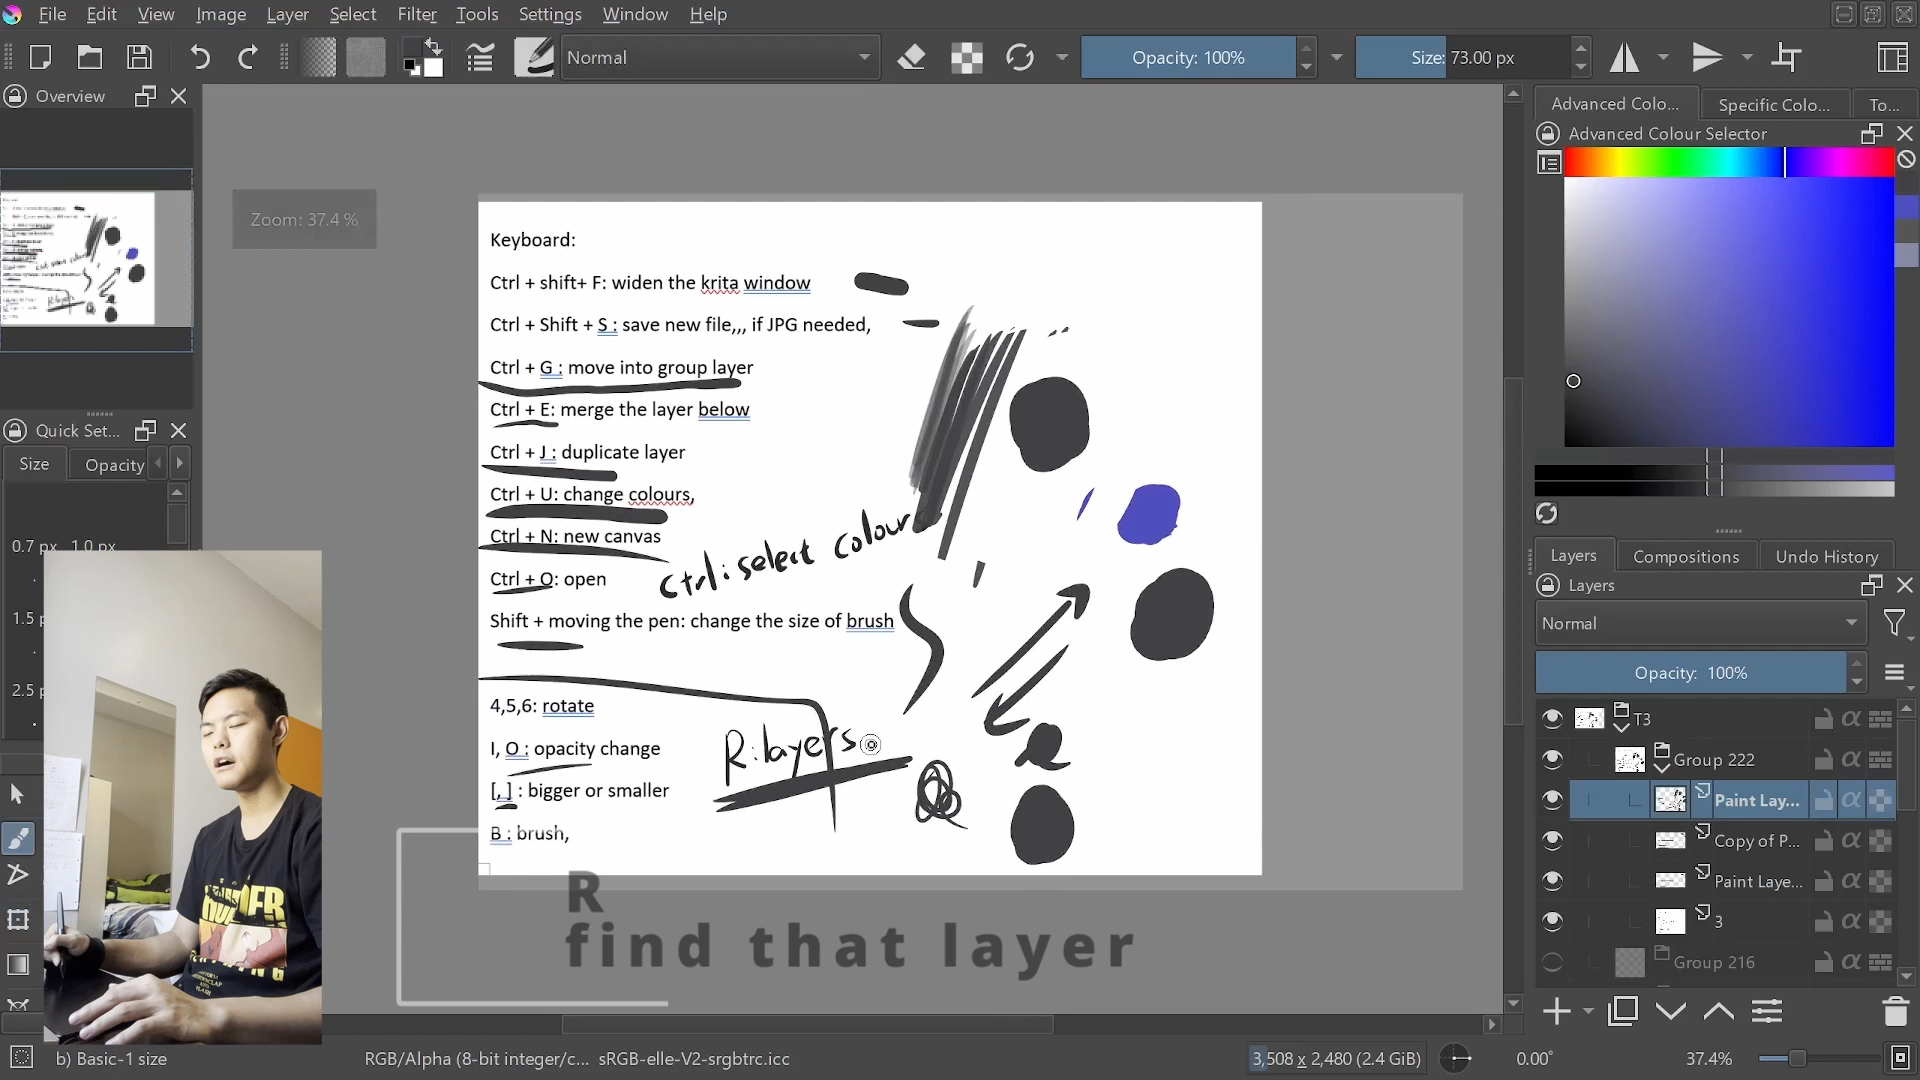 File Edit View Image Layer Select Filter Tools Settings Window Help
Normal
Opacity: 100%
Size: 73.00 px
Overview
Advanced Colo...
Specific Colo...
To...
Advanced Colour Selector
Zoom: 37.4 %
Keyboard:
Ctrl + shift+ F: widen the krita window
Ctrl + Shift + S : save new file,,, if JPG needed,
Ctrl + G : move into group layer
Ctrl + E: merge the layer below
Ctrl + J : duplicate layer
Ctrl + U: change colours,
Ctrl + N: new canvas
Ctrl : select colours
Ctrl + O: open
Shift + moving the pen: change the size of brush
4,5,6: rotate
I, O : opacity change
R: layers
[, ] : bigger or smaller
B : brush,
R
find that layer
Quick Set...
Size
Opacity
0.7 px 1.0 px
1.5
2.5
Layers
Compositions
Undo History
Layers
Normal
Opacity: 100%
T3
Group 222
Paint Lay...
Copy of P...
Paint Laye...
3
Group 216
b) Basic-1 size
RGB/Alpha (8-bit integer/c... sRGB-elle-V2-srgbtrc.icc
3,508 x 2,480 (2.4 GiB)
0.00°
37.4%